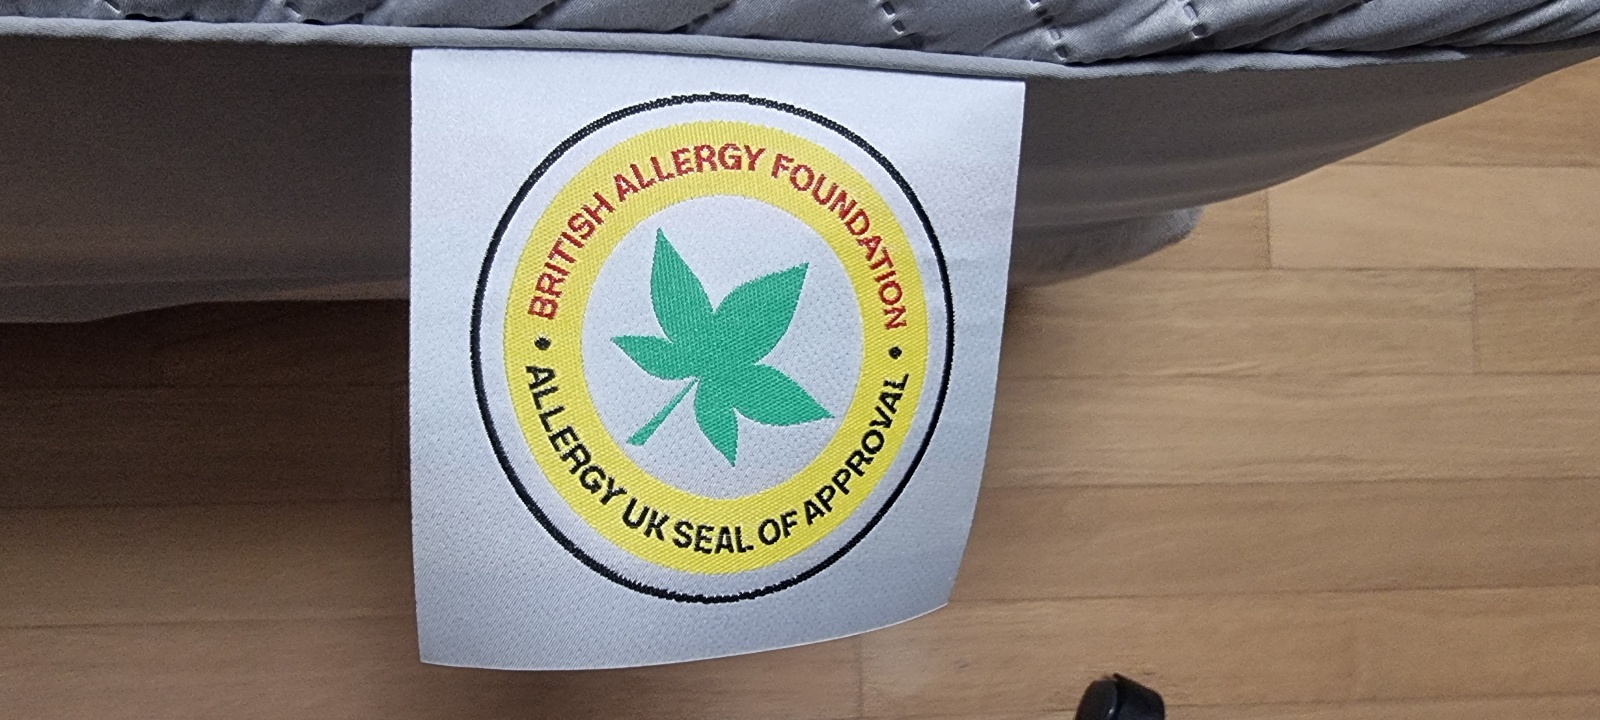 BRITISH ALLERGY FOUNDATION
• ALLERGY UK SEAL OF APPROVAL •